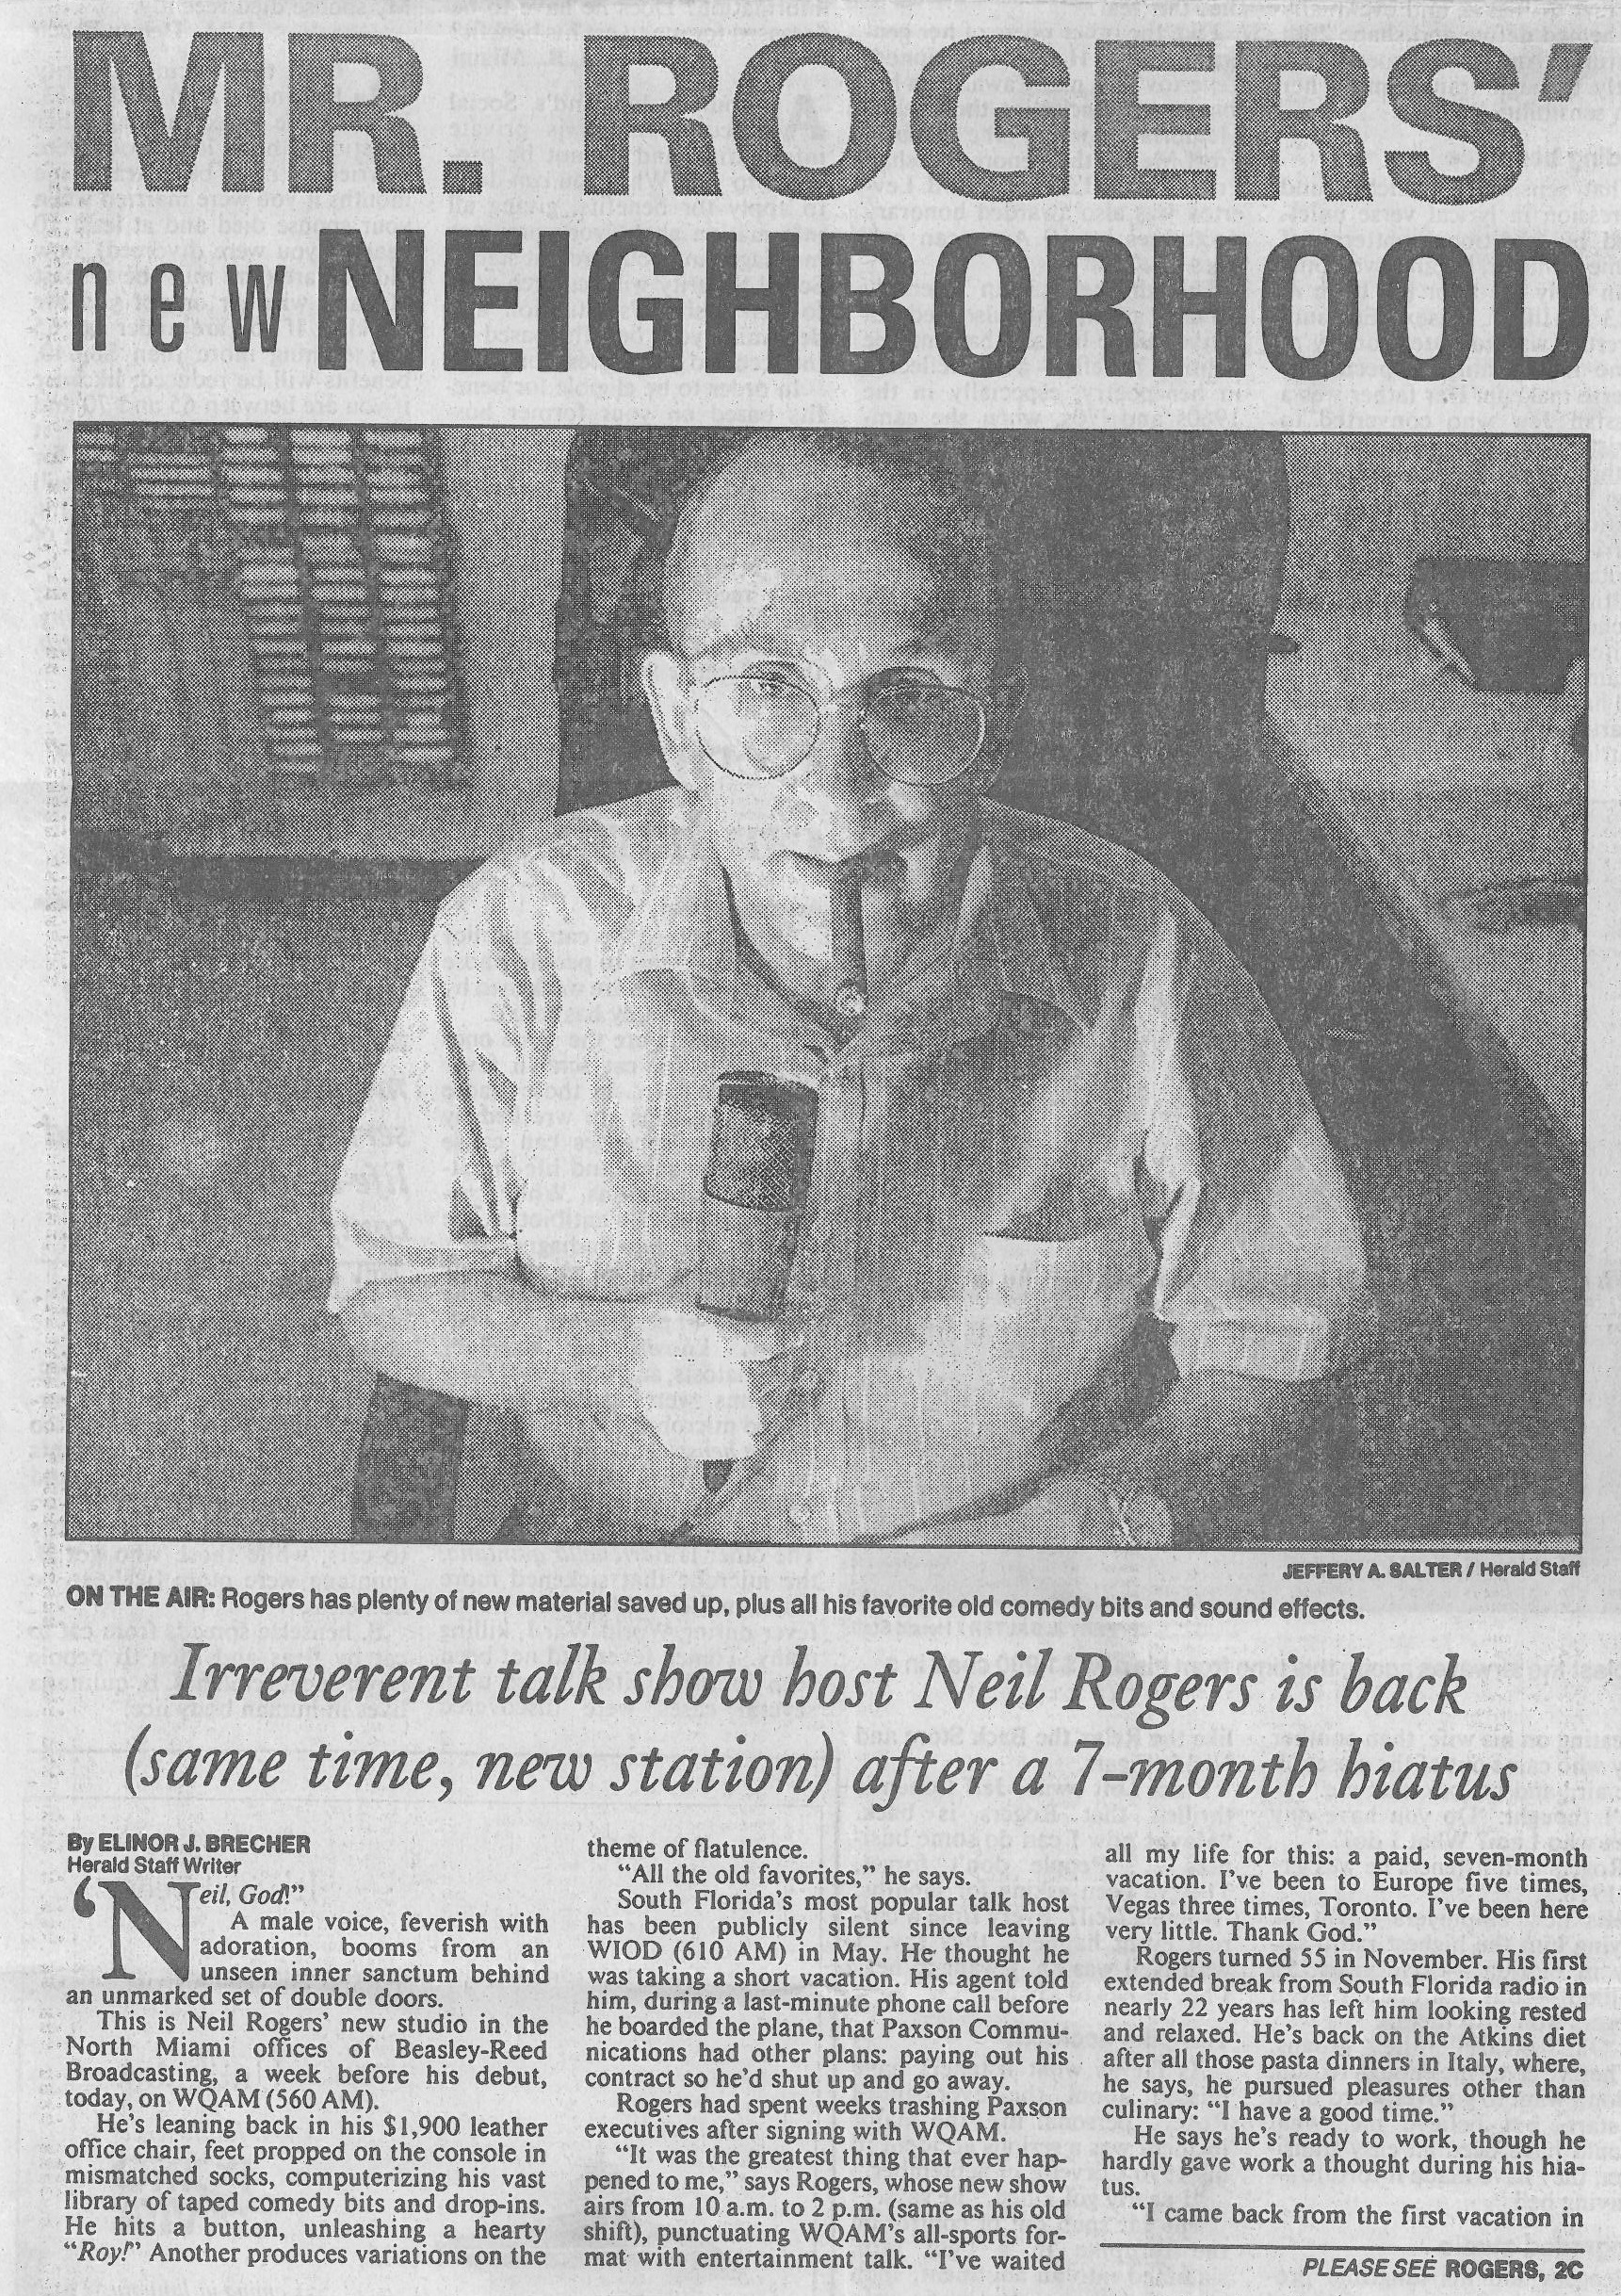 MR. ROGERS'
new NEIGHBORHOOD
JEFFERY A. SALTER / Herald Staff
ON THE AIR: Rogers has plenty of new material saved up, plus all his favorite old comedy bits and sound effects.
Irreverent talk show host Neil Rogers is back
(same time, new station) after a 7-month hiatus
By ELINOR J. BRECHER
Herald Staff Writer
‘Neil, God!”
A male voice, feverish with
adoration, booms from an
unseen inner sanctum behind
an unmarked set of double doors.
This is Neil Rogers’ new studio in the
North Miami offices of Beasley-Reed
Broadcasting, a week before his debut,
today, on WQAM (560 AM).
He’s leaning back in his $1,900 leather
office chair, feet propped on the console in
mismatched socks, computerizing his vast
library of taped comedy bits and drop-ins.
He hits a button, unleashing a hearty
“Roy!” Another produces variations on the
theme of flatulence.
“All the old favorites,” he says.
South Florida’s most popular talk host
has been publicly silent since leaving
WIOD (610 AM) in May. He thought he
was taking a short vacation. His agent told
him, during a last-minute phone call before
he boarded the plane, that Paxson Commu-
nications had other plans: paying out his
contract so he’d shut up and go away.
Rogers had spent weeks trashing Paxson
executives after signing with WQAM.
“It was the greatest thing that ever hap-
pened to me,” says Rogers, whose new show
airs from 10 a.m. to 2 p.m. (same as his old
shift), punctuating WQAM’s all-sports for-
mat with entertainment talk. “I’ve waited
all my life for this: a paid, seven-month
vacation. I’ve been to Europe five times,
Vegas three times, Toronto. I’ve been here
very little. Thank God.”
Rogers turned 55 in November. His first
extended break from South Florida radio in
nearly 22 years has left him looking rested
and relaxed. He’s back on the Atkins diet
after all those pasta dinners in Italy, where,
he says, he pursued pleasures other than
culinary: “I have a good time.”
He says he’s ready to work, though he
hardly gave work a thought during his hia-
tus.
“I came back from the first vacation in
PLEASE SEE ROGERS, 2C